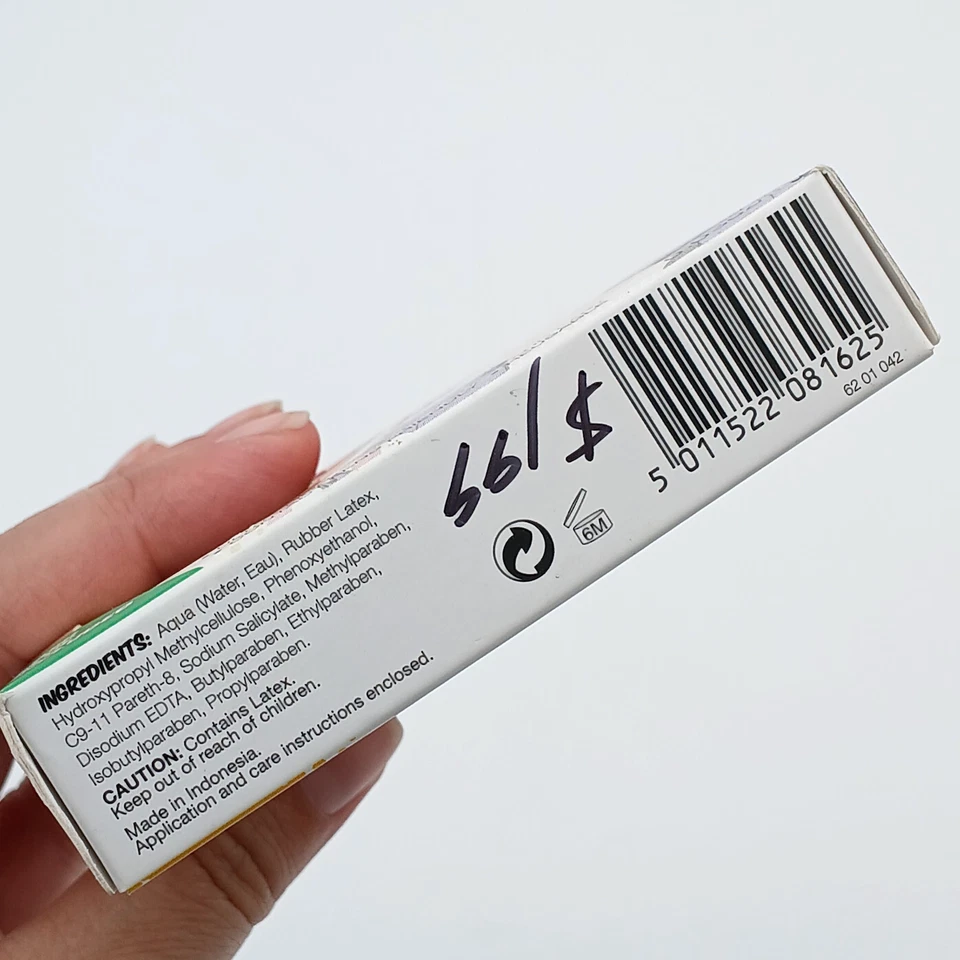 INGREDIENTS: Aqua (Water, Eau), Rubber Latex,
Hydroxypropyl Methylcellulose, Phenoxyethanol,
C9-11 Pareth-8, Sodium Salicylate, Methylparaben,
Disodium EDTA, Butylparaben, Ethylparaben,
Isobutylparaben, Propylparaben.
CAUTION: Contains Latex.
Keep out of reach of children.
Made in Indonesia.
Application and care instructions enclosed.
$199
6M
5 011522 081625
62 01 042